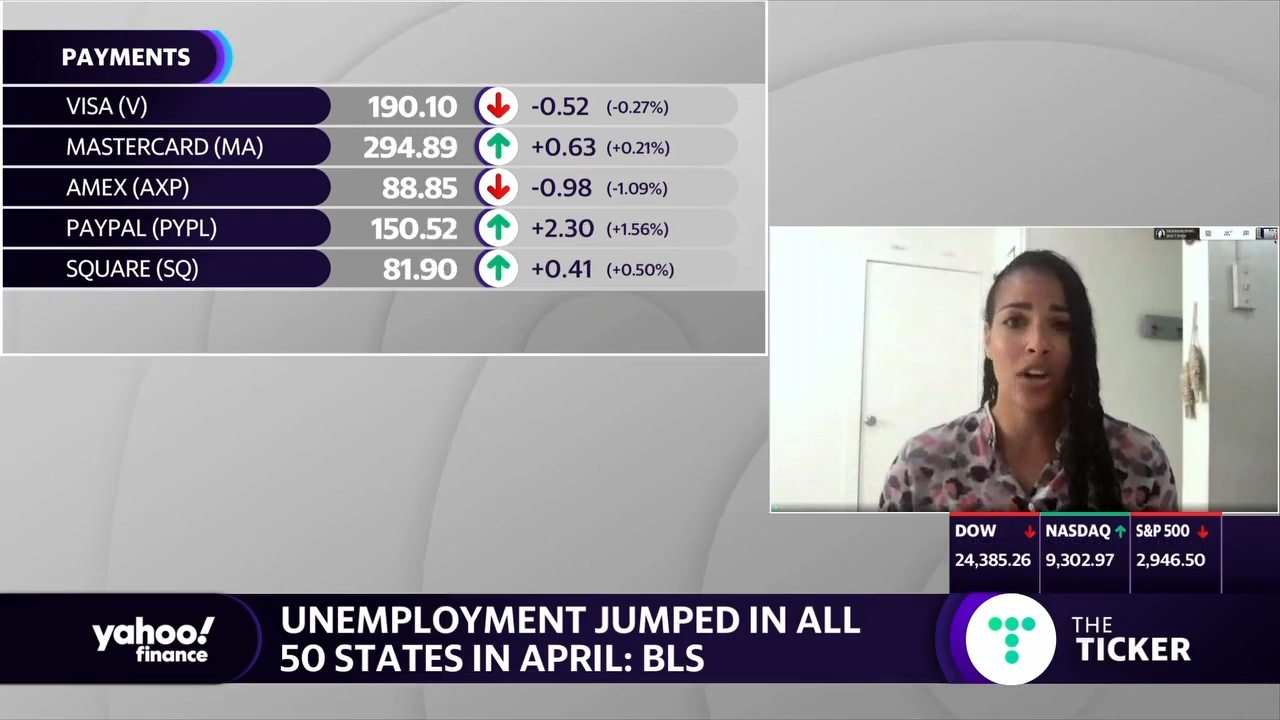 PAYMENTS
VISA (V) 190.10 -0.52 (-0.27%)
MASTERCARD (MA) 294.89 +0.63 (+0.21%)
AMEX (AXP) 88.85 -0.98 (-1.09%)
PAYPAL (PYPL) 150.52 +2.30 (+1.56%)
SQUARE (SQ) 81.90 +0.41 (+0.50%)
DOW NASDAQ S&P 500
24,385.26 9,302.97 2,946.50
yahoo!
finance
UNEMPLOYMENT JUMPED IN ALL
50 STATES IN APRIL: BLS
THE
TICKER